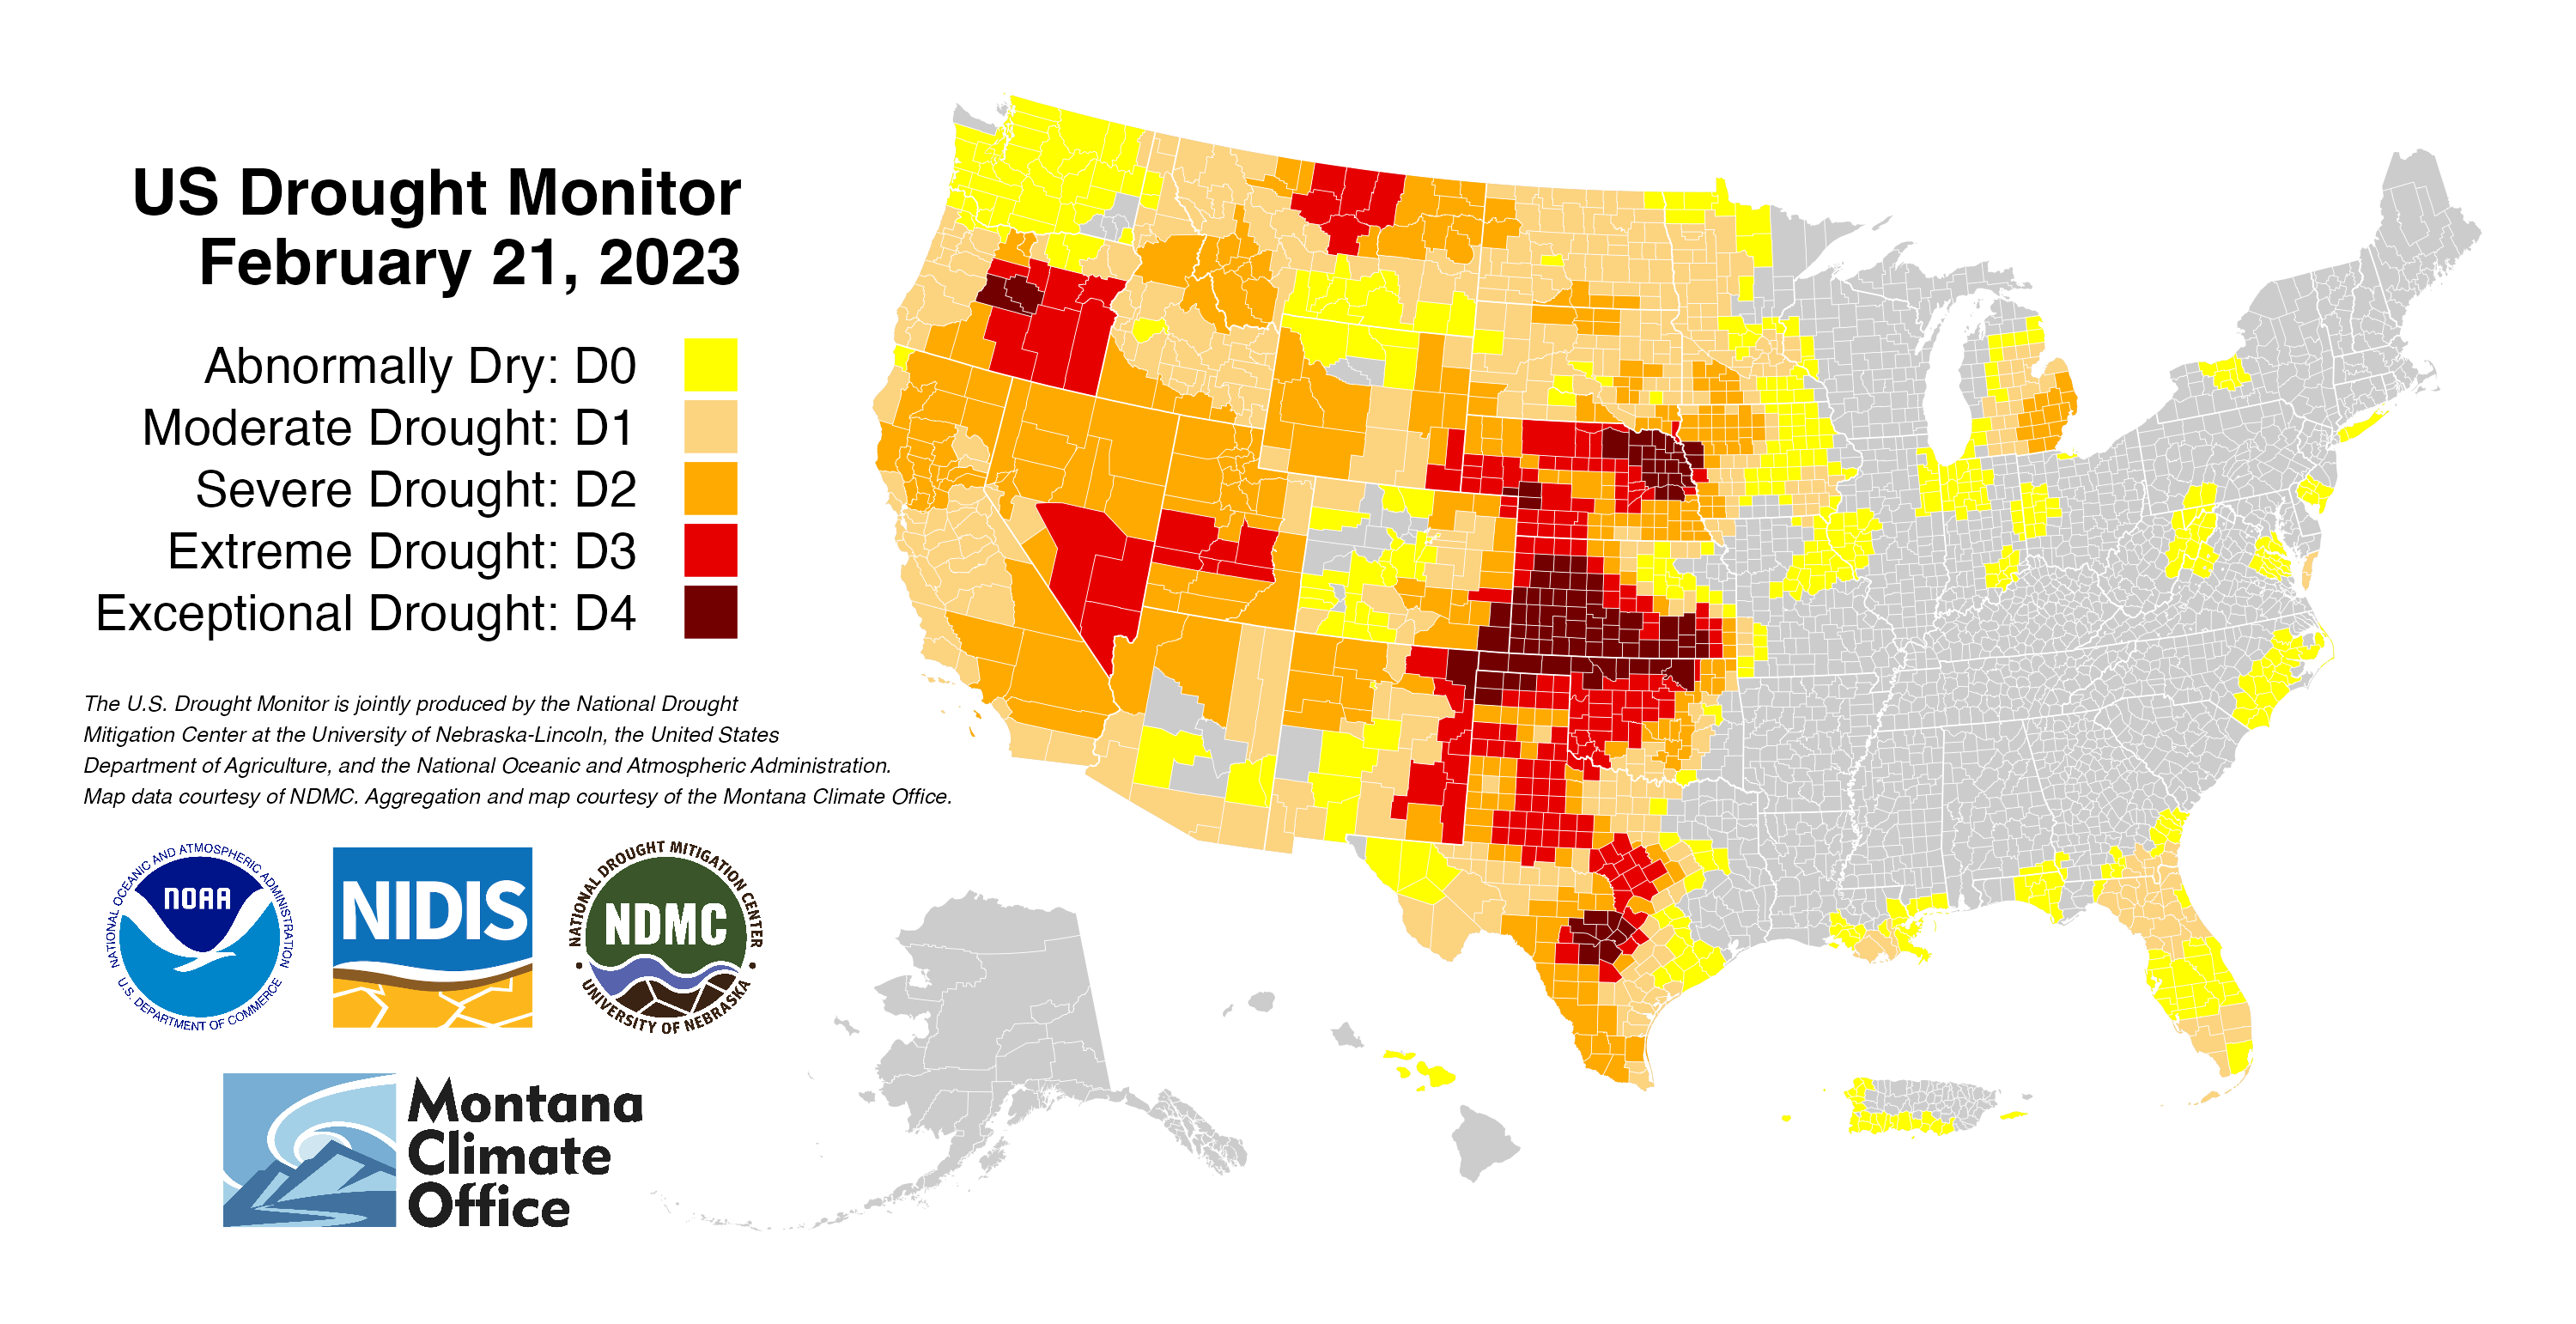 US Drought Monitor
February 21, 2023
Abnormally Dry: D0
Moderate Drought: D1
Severe Drought: D2
Extreme Drought: D3
Exceptional Drought: D4
The U.S. Drought Monitor is jointly produced by the National Drought
Mitigation Center at the University of Nebraska-Lincoln, the United States
Department of Agriculture, and the National Oceanic and Atmospheric Administration.
Map data courtesy of NDMC. Aggregation and map courtesy of the Montana Climate Office.
NATIONAL OCEANIC AND ATMOSPHERIC ADMINISTRATION
NOAA
U.S. DEPARTMENT OF COMMERCE
NIDIS
NATIONAL DROUGHT MITIGATION CENTER
NDMC
UNIVERSITY OF NEBRASKA
Montana
Climate
Office